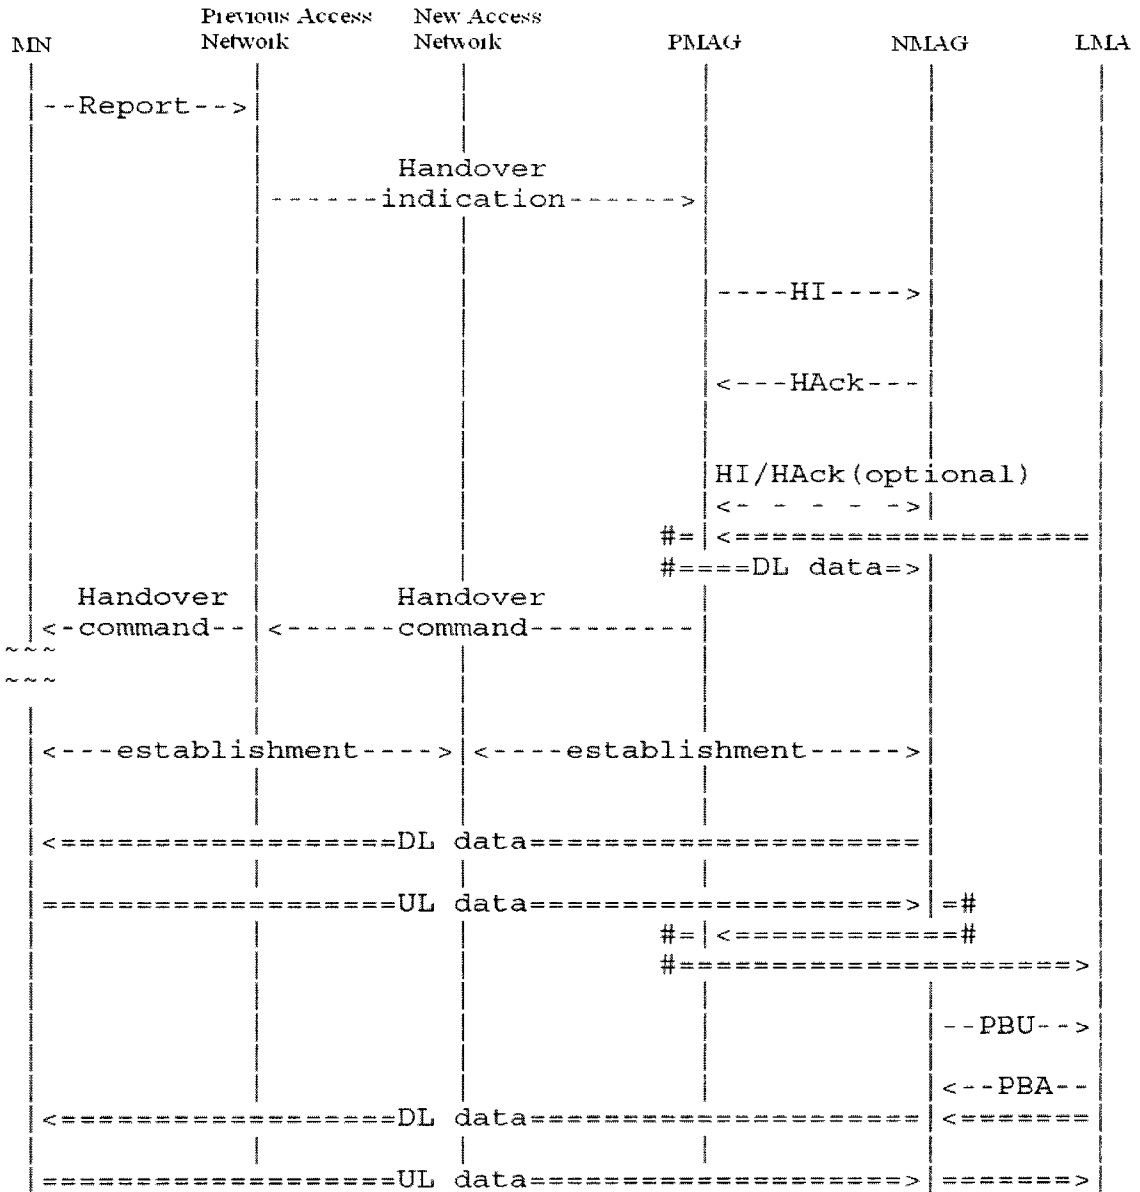 Previous Access New Access
MN Network Network PMAG NMAG LMA
--Report-->
Handover
------indication------>
----HI---->
<---HAck---
HI/HAck(optional)
<- - - - ->
#=|<===================
#====DL data=>
Handover Handover
<-command-- <------command---------
~~~
~~~
<---establishment----> <----establishment----->
<==================DL data=====================
===================UL data====================>|=#
#=|<============#
#=====================>
--PBU-->
<--PBA--
<==================DL data===================== <=======
===================UL data====================> =======>